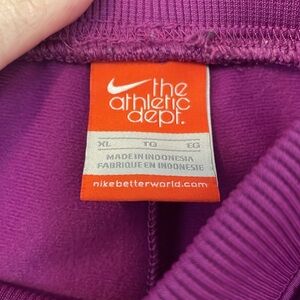 the
athletic
dept.
XL TG EG
MADE IN INDONESIA
FABRIQUE EN INDONESIE
nikebetterworld.com